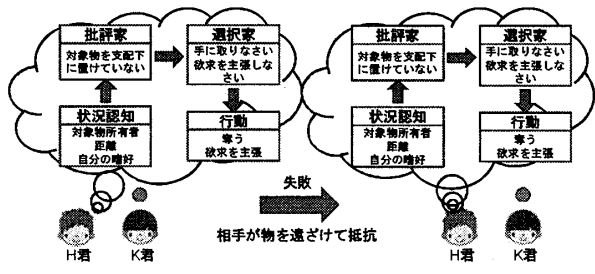 批評家
対象物を支配下
に置けていない
選択家
手に取りなさい
欲求を主張しな
さい
状況認知
対象物所有者
距離
自分の嗜好
行動
奪う
欲求を主張
H君
K君
失敗
相手が物を遠ざけて抵抗
批評家
対象物を支配下
に置けていない
選択家
手に取りなさい
欲求を主張しな
さい
状況認知
対象物所有者
距離
自分の嗜好
行動
奪う
欲求を主張
H君
K君